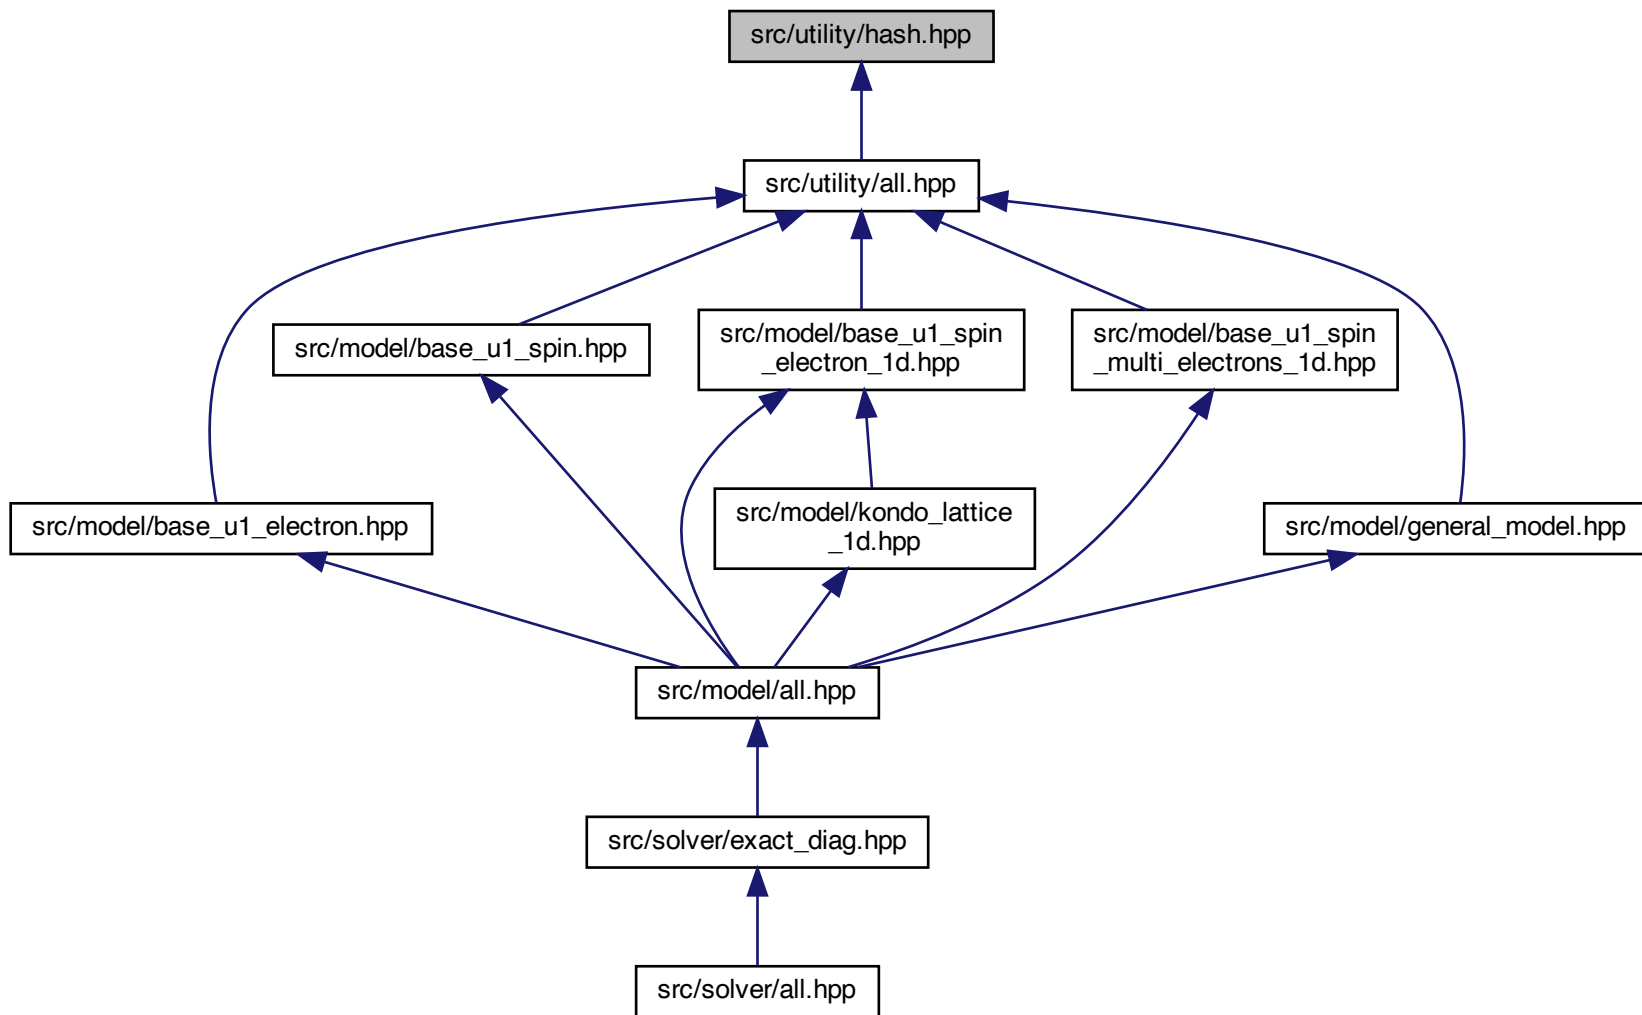 src/utility/hash.hpp
src/utility/all.hpp
src/model/base_u1_spin.hpp
src/model/base_u1_spin
_electron_1d.hpp
src/model/base_u1_spin
_multi_electrons_1d.hpp
src/model/base_u1_electron.hpp
src/model/kondo_lattice
_1d.hpp
src/model/general_model.hpp
src/model/all.hpp
src/solver/exact_diag.hpp
src/solver/all.hpp